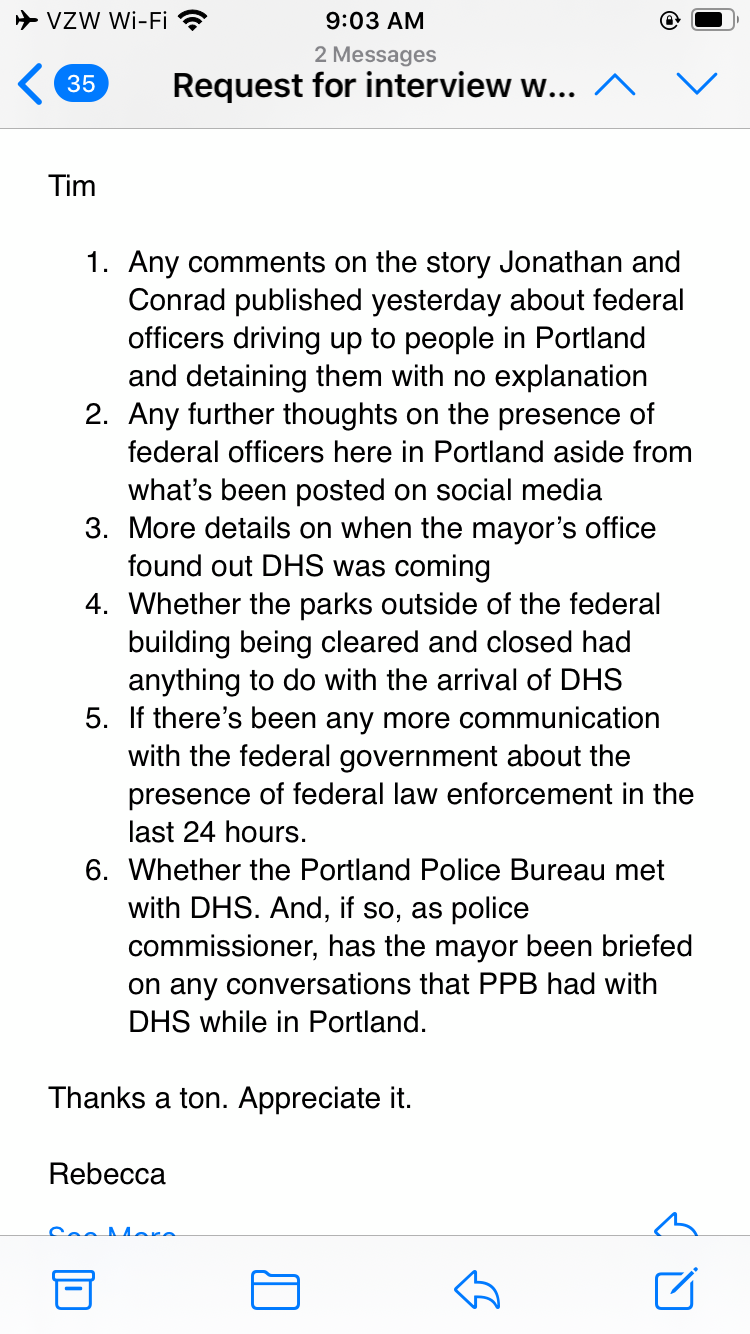 VZW Wi-Fi 9:03 AM
2 Messages
35 Request for interview w...
Tim
1. Any comments on the story Jonathan and
Conrad published yesterday about federal
officers driving up to people in Portland
and detaining them with no explanation
2. Any further thoughts on the presence of
federal officers here in Portland aside from
what’s been posted on social media
3. More details on when the mayor’s office
found out DHS was coming
4. Whether the parks outside of the federal
building being cleared and closed had
anything to do with the arrival of DHS
5. If there’s been any more communication
with the federal government about the
presence of federal law enforcement in the
last 24 hours.
6. Whether the Portland Police Bureau met
with DHS. And, if so, as police
commissioner, has the mayor been briefed
on any conversations that PPB had with
DHS while in Portland.
Thanks a ton. Appreciate it.
Rebecca
See More